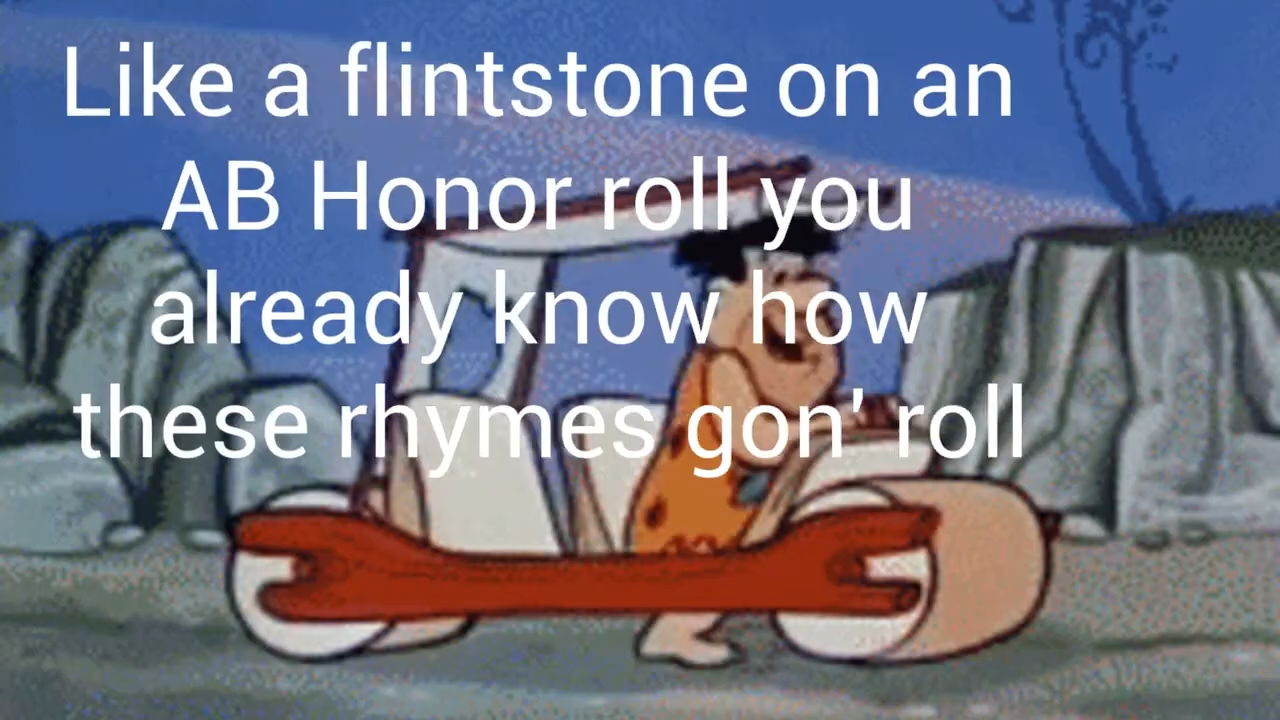 Like a flintstone on an
AB Honor roll you
already know how
these rhymes gon' roll